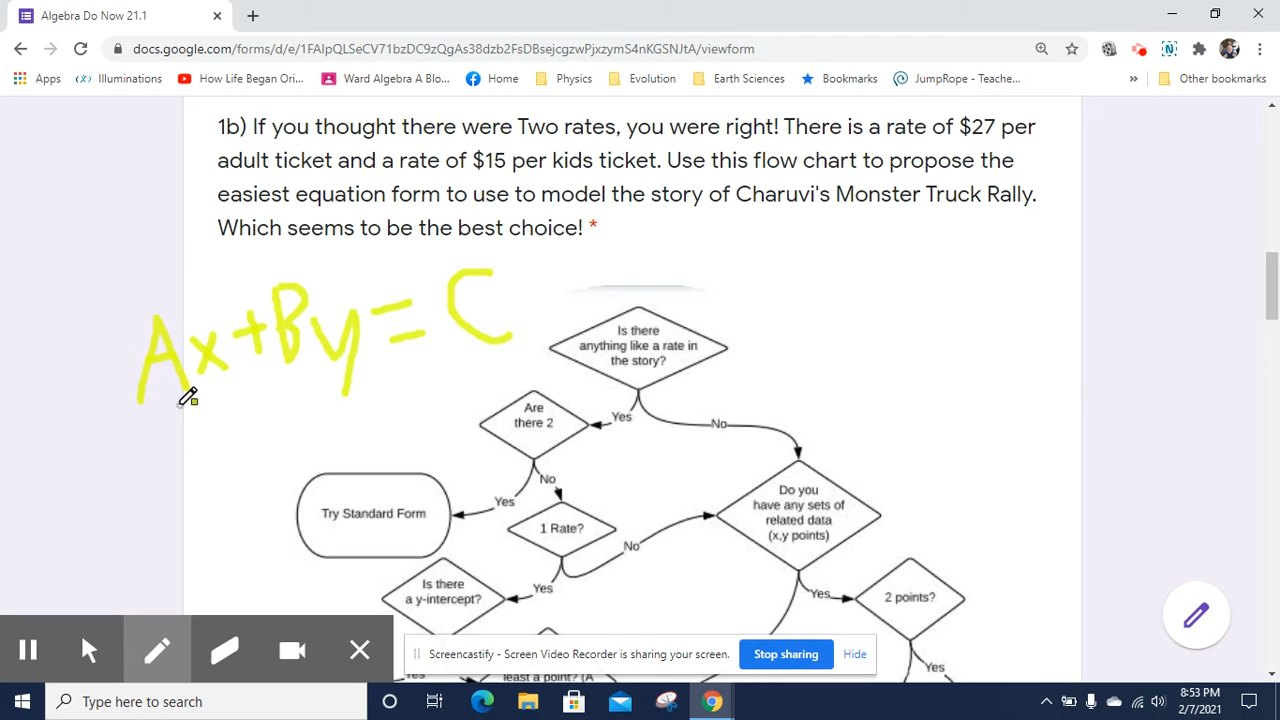 Algebra Do Now 21.1
docs.google.com/forms/d/e/1FAIpQLSeCV71bzDC9zQgAs38dzb2FsDBsejcgzwPjxzymS4nKGSNJtA/viewform
Apps Illuminations How Life Began Ori... Ward Algebra A Blo... Home Physics Evolution Earth Sciences Bookmarks JumpRope - Teache... » Other bookmarks
1b) If you thought there were Two rates, you were right! There is a rate of $27 per
adult ticket and a rate of $15 per kids ticket. Use this flow chart to propose the
easiest equation form to use to model the story of Charuvi's Monster Truck Rally.
Which seems to be the best choice! *
Ax+By=C
Is there
anything like a rate in
the story?
Yes
No
Are
there 2
No
Yes
Try Standard Form
1 Rate?
No
Yes
Do you
have any sets of
related data
(x,y points)
Yes
2 points?
Yes
Is there
a y-intercept?
least a point? (A
Screencastify - Screen Video Recorder is sharing your screen. Stop sharing Hide
Type here to search
8:53 PM
2/7/2021